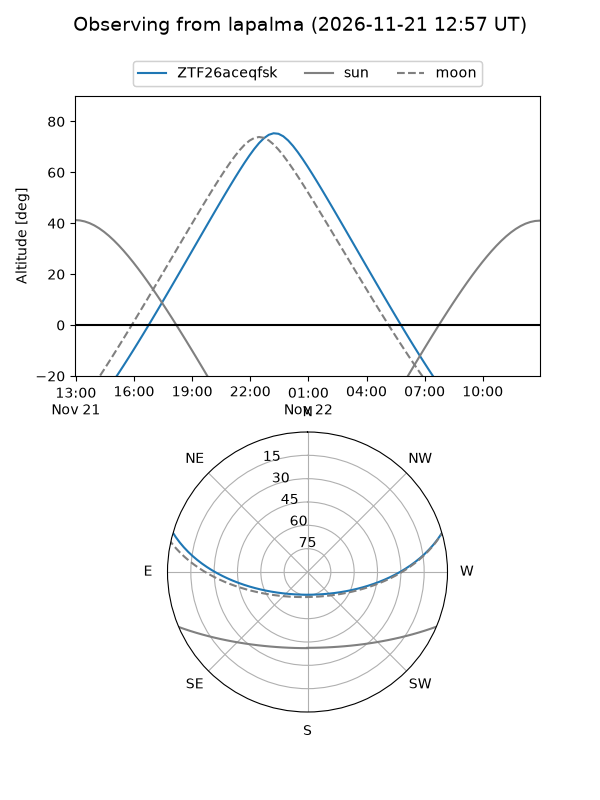 Observing from lapalma (2026-11-21 12:57 UT)
ZTF26aceqfsk sun moon
Altitude [deg]
80
60
40
20
0
−20
13:00 16:00 19:00 22:00 01:00 04:00 07:00 10:00
Nov 21 Nov 22
N
NE NW
15
30
45
60
75
E W
SE SW
S